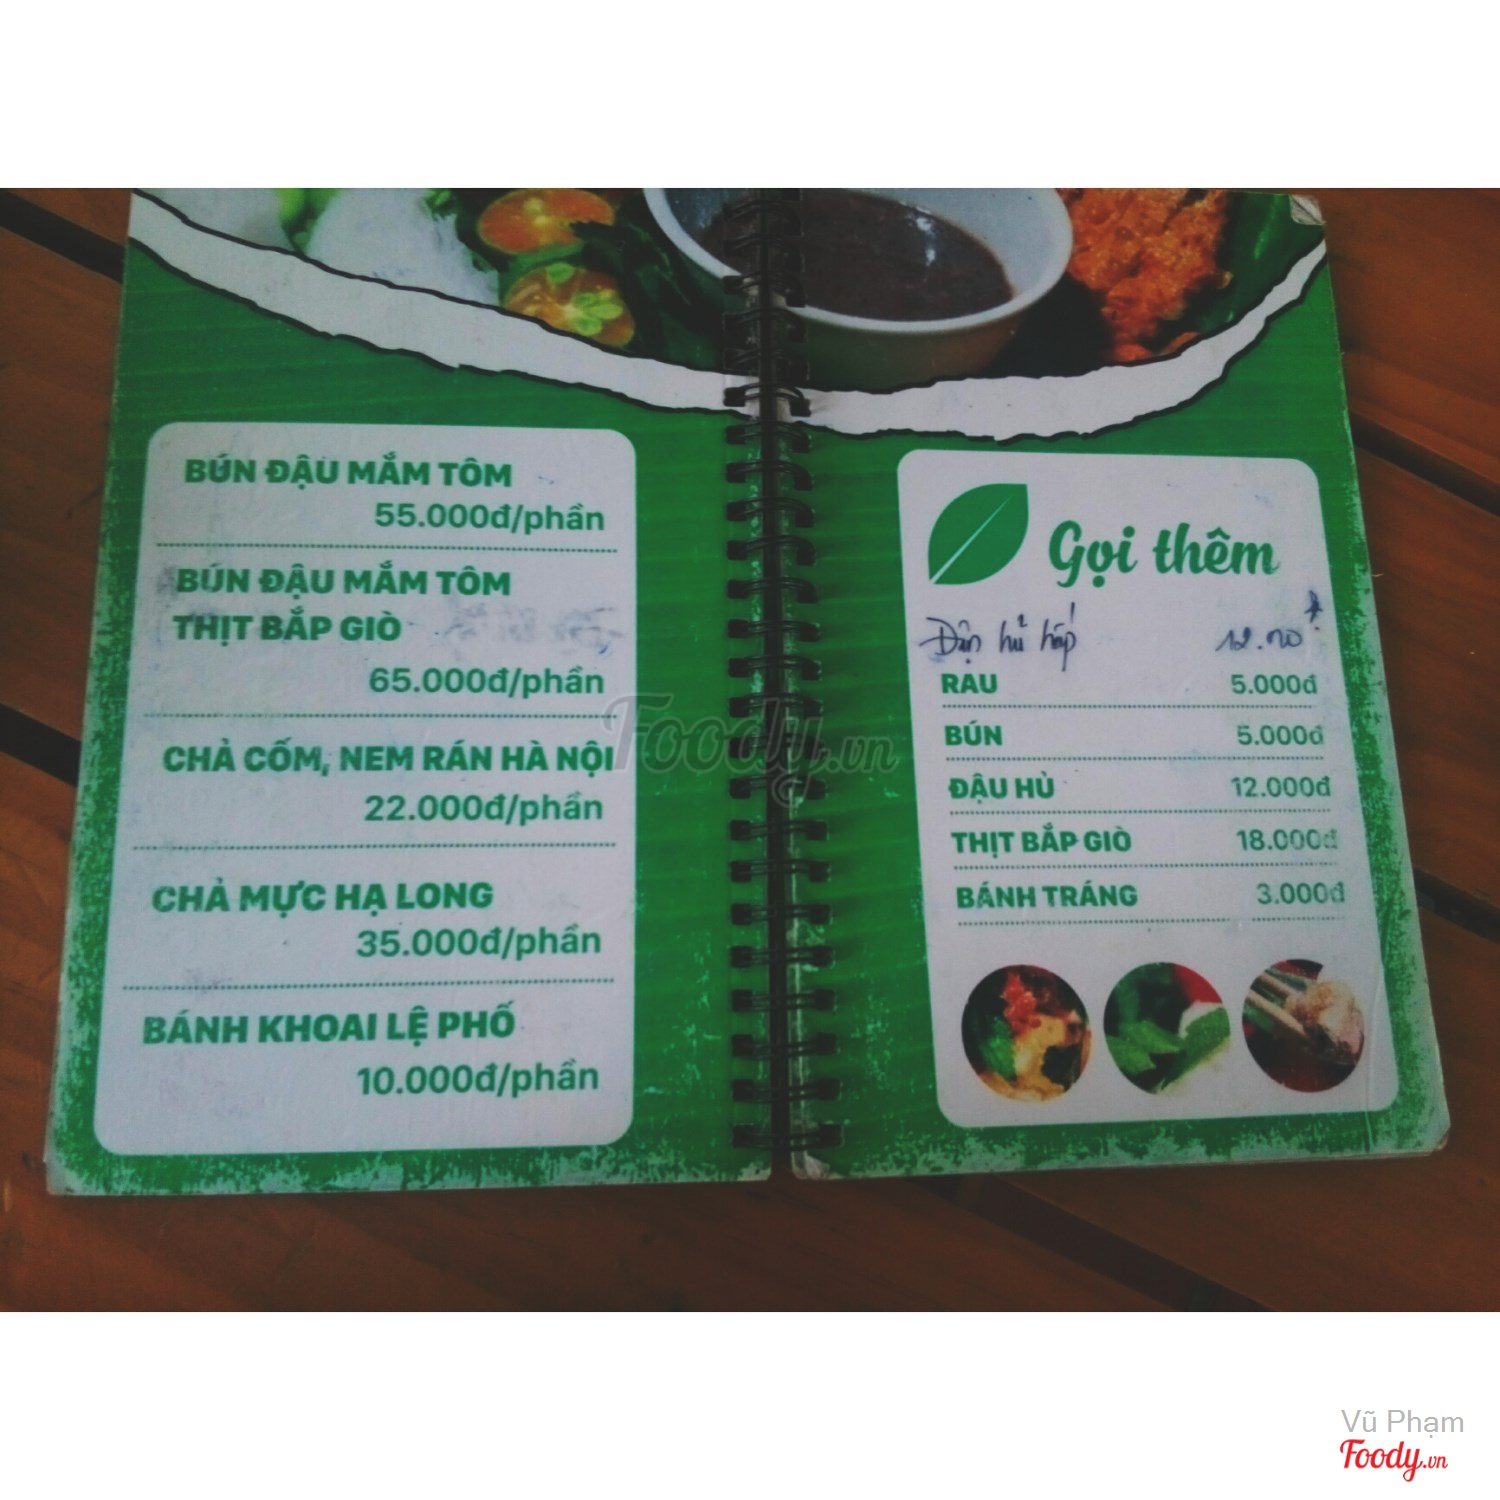 BÚN ĐẬU MẮM TÔM
55.000đ/phần
BÚN ĐẬU MẮM TÔM
THỊT BẮP GIÒ
65.000đ/phần
CHẢ CỐM, NEM RÁN HÀ NỘI
22.000đ/phần
CHẢ MỰC HẠ LONG
35.000đ/phần
BÁNH KHOAI LỆ PHỐ
10.000đ/phần
Gọi thêm
Đậu hủ hấp
RAU 5.000đ
BÚN 5.000đ
ĐẬU HỦ 12.000đ
THỊT BẮP GIÒ 18.000đ
BÁNH TRÁNG 3.000đ
Foody.vn
Vũ Phạm
Foody.vn